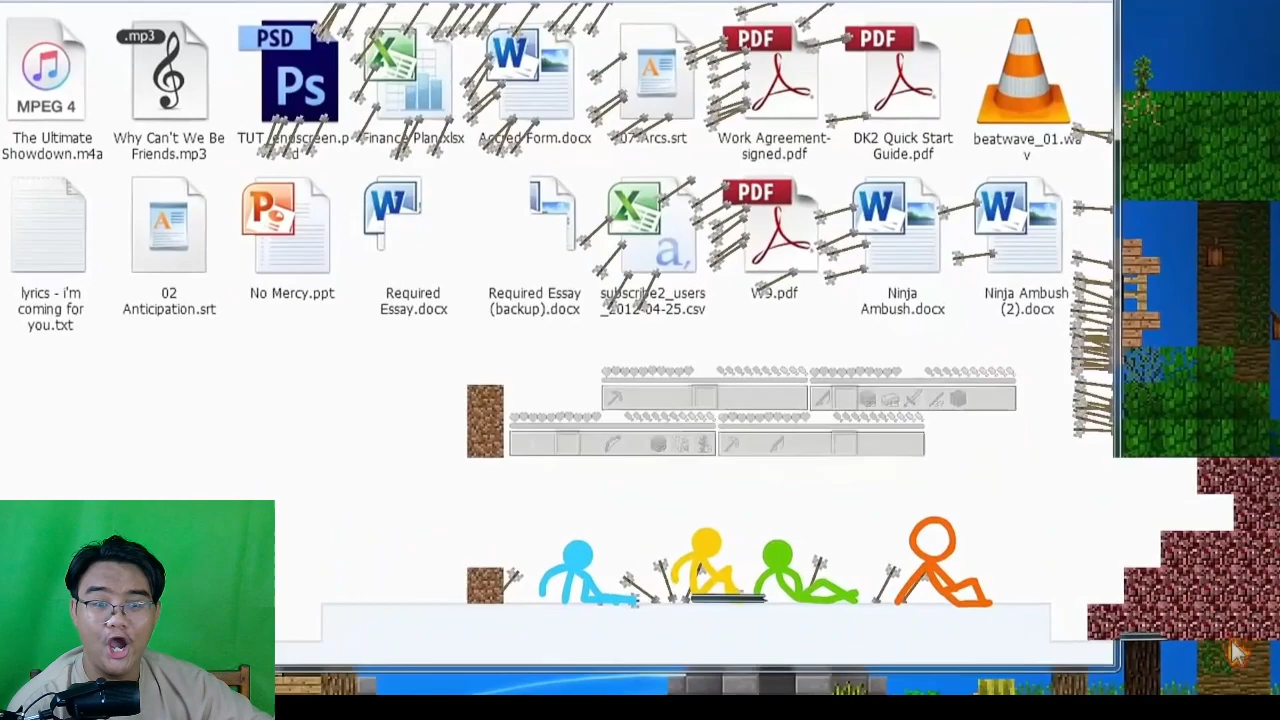 PSD
PDF
PDF
X
W
MPEG 4
.mp3
Ps
The Ultimate
Showdown.m4a
Why Can't We Be
Friends.mp3
Finance Plan.xlsx
Work Agreement-
signed.pdf
DK2 Quick Start
Guide.pdf
beatwave_01.wa
v
P
W
X
a,
PDF
W
W
lyrics - i'm
coming for
you.txt
02
Anticipation.srt
No Mercy.ppt
Required
Essay.docx
Required Essay
(backup).docx
subscribe2_users
_2012-04-25.csv
W9.pdf
Ninja
Ambush.docx
Ninja Ambush
(2).docx